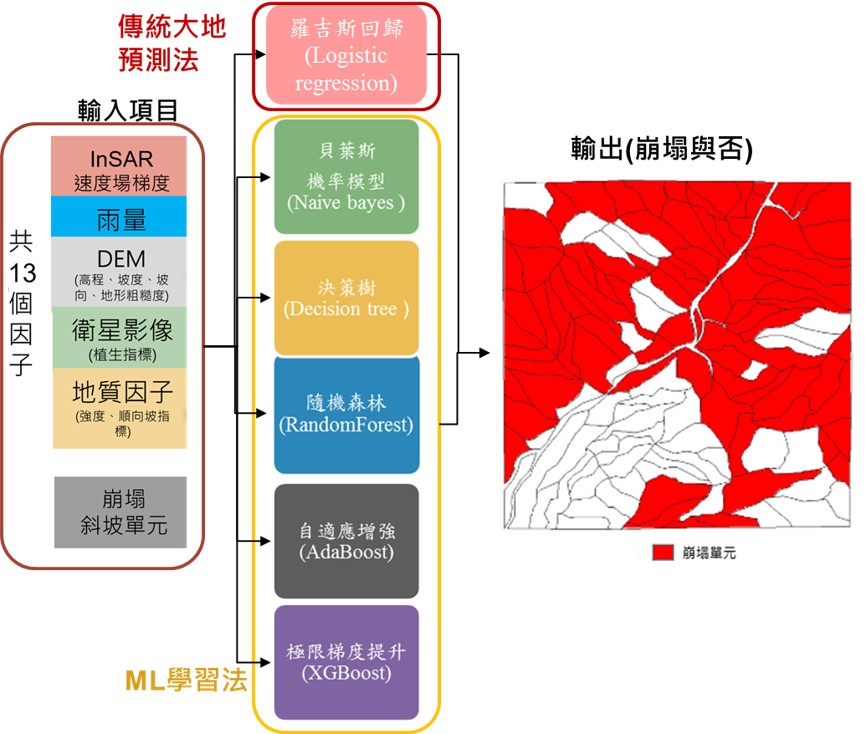 傳統大地
預測法
羅吉斯回歸
(Logistic
regression)
輸入項目
共
13
個
因
子
InSAR
速度場梯度
雨量
DEM
(高程、坡度、坡
向、地形粗糙度)
衛星影像
(植生指標)
地質因子
(強度、順向坡指
標)
崩塌
斜坡單元
貝葉斯
機率模型
(Naive bayes )
決策樹
(Decision tree )
隨機森林
(RandomForest)
自適應增強
(AdaBoost)
極限梯度提升
(XGBoost)
ML學習法
輸出(崩塌與否)
崩塌單元